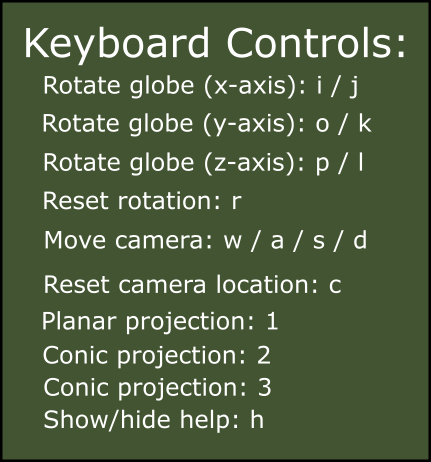 Keyboard Controls:
Rotate globe (x-axis): i / j
Rotate globe (y-axis): o / k
Rotate globe (z-axis): p / l
Reset rotation: r
Move camera: w / a / s / d
Reset camera location: c
Planar projection: 1
Conic projection: 2
Conic projection: 3
Show/hide help: h